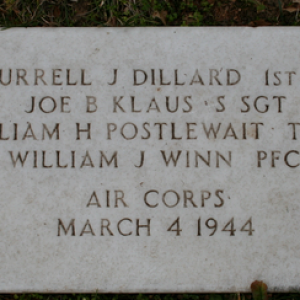 URRELL J DILLARD 1ST
JOE B KLAUS S SGT
LIAM H POSTLEWAIT T
WILLIAM J WINN PFC
AIR CORPS
MARCH 4 1944